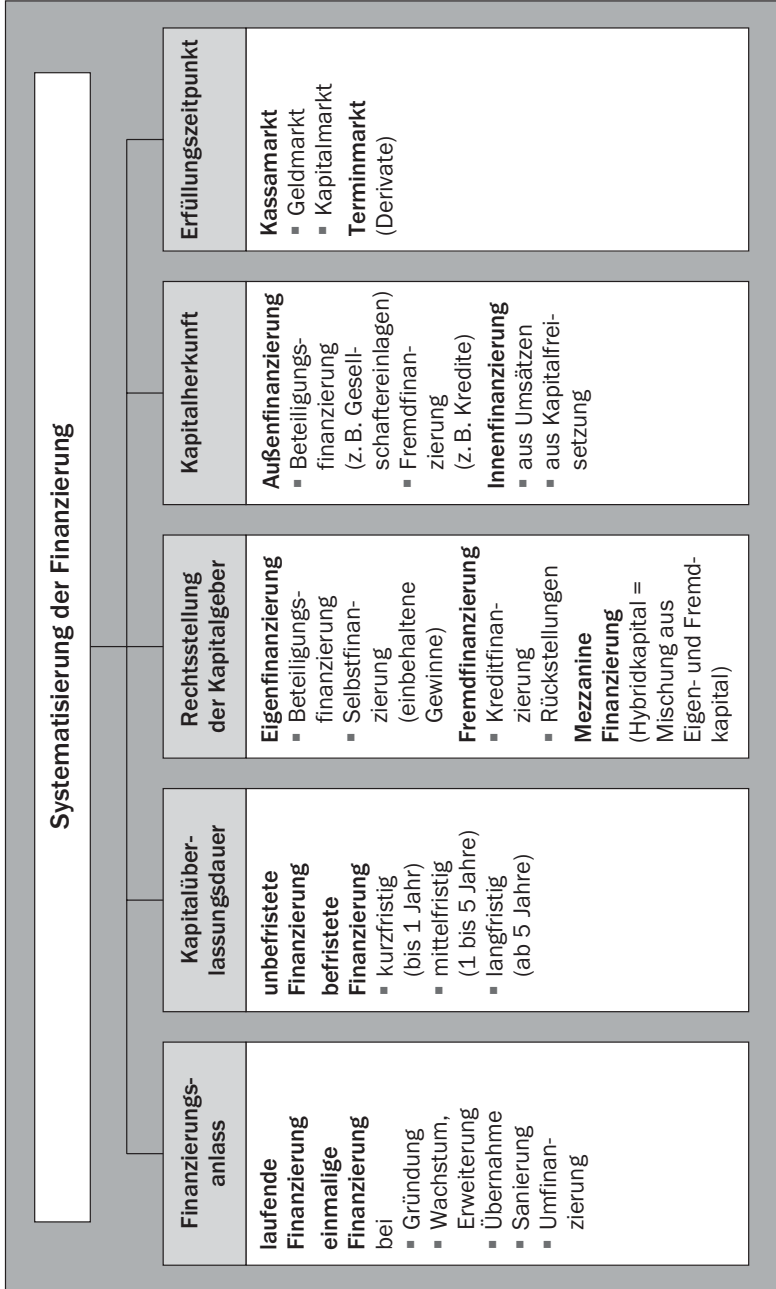 Systematisierung der Finanzierung
Finanzierungs-
anlass
laufende
Finanzierung
einmalige
Finanzierung
bei
▪ Gründung
▪ Wachstum,
Erweiterung
▪ Übernahme
▪ Sanierung
▪ Umfinan-
zierung
Kapitalüber-
lassungsdauer
unbefristete
Finanzierung
befristete
Finanzierung
▪ kurzfristig
(bis 1 Jahr)
▪ mittelfristig
(1 bis 5 Jahre)
▪ langfristig
(ab 5 Jahre)
Rechtsstellung
der Kapitalgeber
Eigenfinanzierung
▪ Beteiligungs-
finanzierung
▪ Selbstfinan-
zierung
(einbehaltene
Gewinne)
Fremdfinanzierung
▪ Kreditfinan-
zierung
▪ Rückstellungen
Mezzanine
Finanzierung
(Hybridkapital =
Mischung aus
Eigen- und Fremd-
kapital)
Kapitalherkunft
Außenfinanzierung
▪ Beteiligungs-
finanzierung
(z. B. Gesell-
schaftereinlagen)
▪ Fremdfinan-
zierung
(z. B. Kredite)
Innenfinanzierung
▪ aus Umsätzen
▪ aus Kapitalfrei-
setzung
Erfüllungszeitpunkt
Kassamarkt
▪ Geldmarkt
▪ Kapitalmarkt
Terminmarkt
(Derivate)